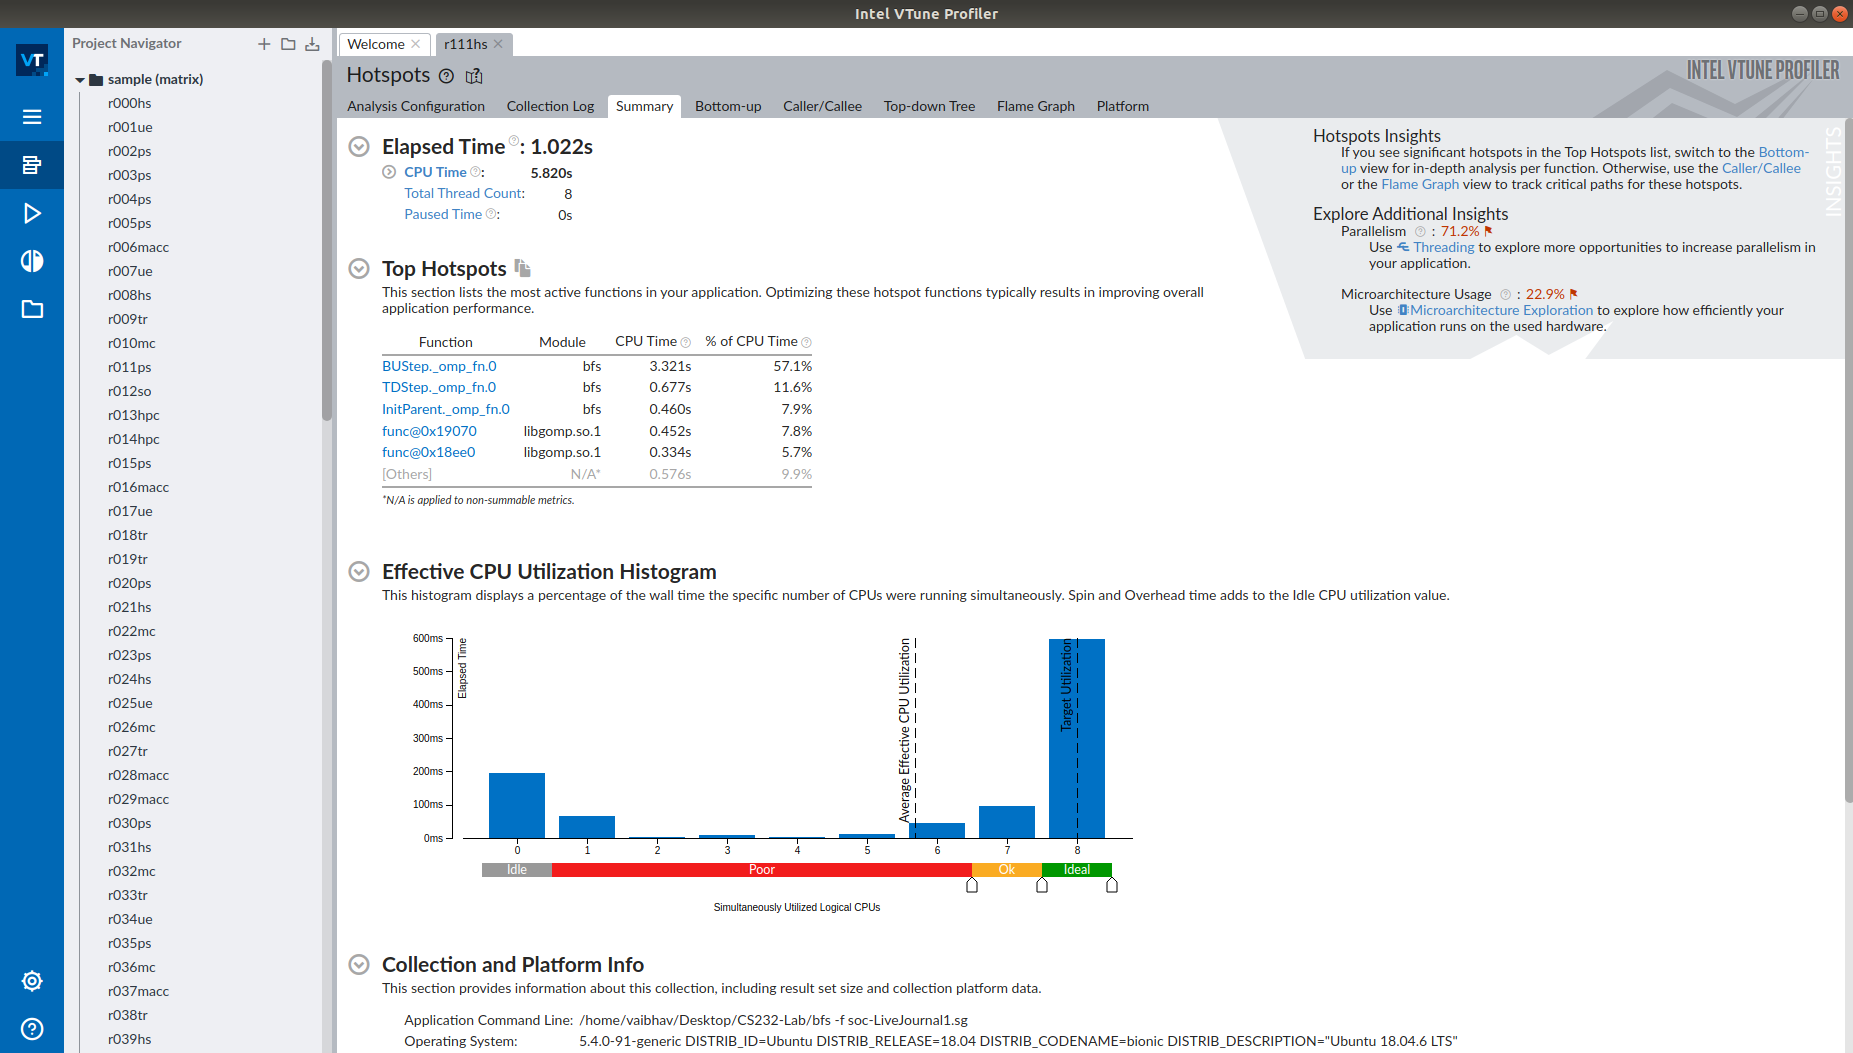 Intel VTune Profiler
VT
Project Navigator
sample (matrix)
r000hs
r001ue
r002ps
r003ps
r004ps
r005ps
r006macc
r007ue
r008hs
r009tr
r010mc
r011ps
r012so
r013hpc
r014hpc
r015ps
r016macc
r017ue
r018tr
r019tr
r020ps
r021hs
r022mc
r023ps
r024hs
r025ue
r026mc
r027tr
r028macc
r029macc
r030ps
r031hs
r032mc
r033tr
r034ue
r035ps
r036mc
r037macc
r038tr
r039hs
Welcome
r111hs
Hotspots
INTEL VTUNE PROFILER
Analysis Configuration Collection Log Summary Bottom-up Caller/Callee Top-down Tree Flame Graph Platform
Elapsed Time : 1.022s
CPU Time : 5.820s
Total Thread Count: 8
Paused Time : 0s
Hotspots Insights
If you see significant hotspots in the Top Hotspots list, switch to the Bottom-
up view for in-depth analysis per function. Otherwise, use the Caller/Callee
or the Flame Graph view to track critical paths for these hotspots.
Explore Additional Insights
Parallelism : 71.2%
Use Threading to explore more opportunities to increase parallelism in
your application.
Microarchitecture Usage : 22.9%
Use Microarchitecture Exploration to explore how efficiently your
application runs on the used hardware.
INSIGHTS
Top Hotspots
This section lists the most active functions in your application. Optimizing these hotspot functions typically results in improving overall
application performance.
Function Module CPU Time % of CPU Time
BUStep._omp_fn.0 bfs 3.321s 57.1%
TDStep._omp_fn.0 bfs 0.677s 11.6%
InitParent._omp_fn.0 bfs 0.460s 7.9%
func@0x19070 libgomp.so.1 0.452s 7.8%
func@0x18ee0 libgomp.so.1 0.334s 5.7%
[Others] N/A* 0.576s 9.9%
*N/A is applied to non-summable metrics.
Effective CPU Utilization Histogram
This histogram displays a percentage of the wall time the specific number of CPUs were running simultaneously. Spin and Overhead time adds to the Idle CPU utilization value.
600ms
500ms
400ms
300ms
200ms
100ms
0ms
Elapsed Time
Average Effective CPU Utilization
Target Utilization
0 1 2 3 4 5 6 7 8
Idle Poor Ok Ideal
Simultaneously Utilized Logical CPUs
Collection and Platform Info
This section provides information about this collection, including result set size and collection platform data.
Application Command Line: /home/vaibhav/Desktop/CS232-Lab/bfs -f soc-LiveJournal1.sg
Operating System: 5.4.0-91-generic DISTRIB_ID=Ubuntu DISTRIB_RELEASE=18.04 DISTRIB_CODENAME=bionic DISTRIB_DESCRIPTION="Ubuntu 18.04.6 LTS"